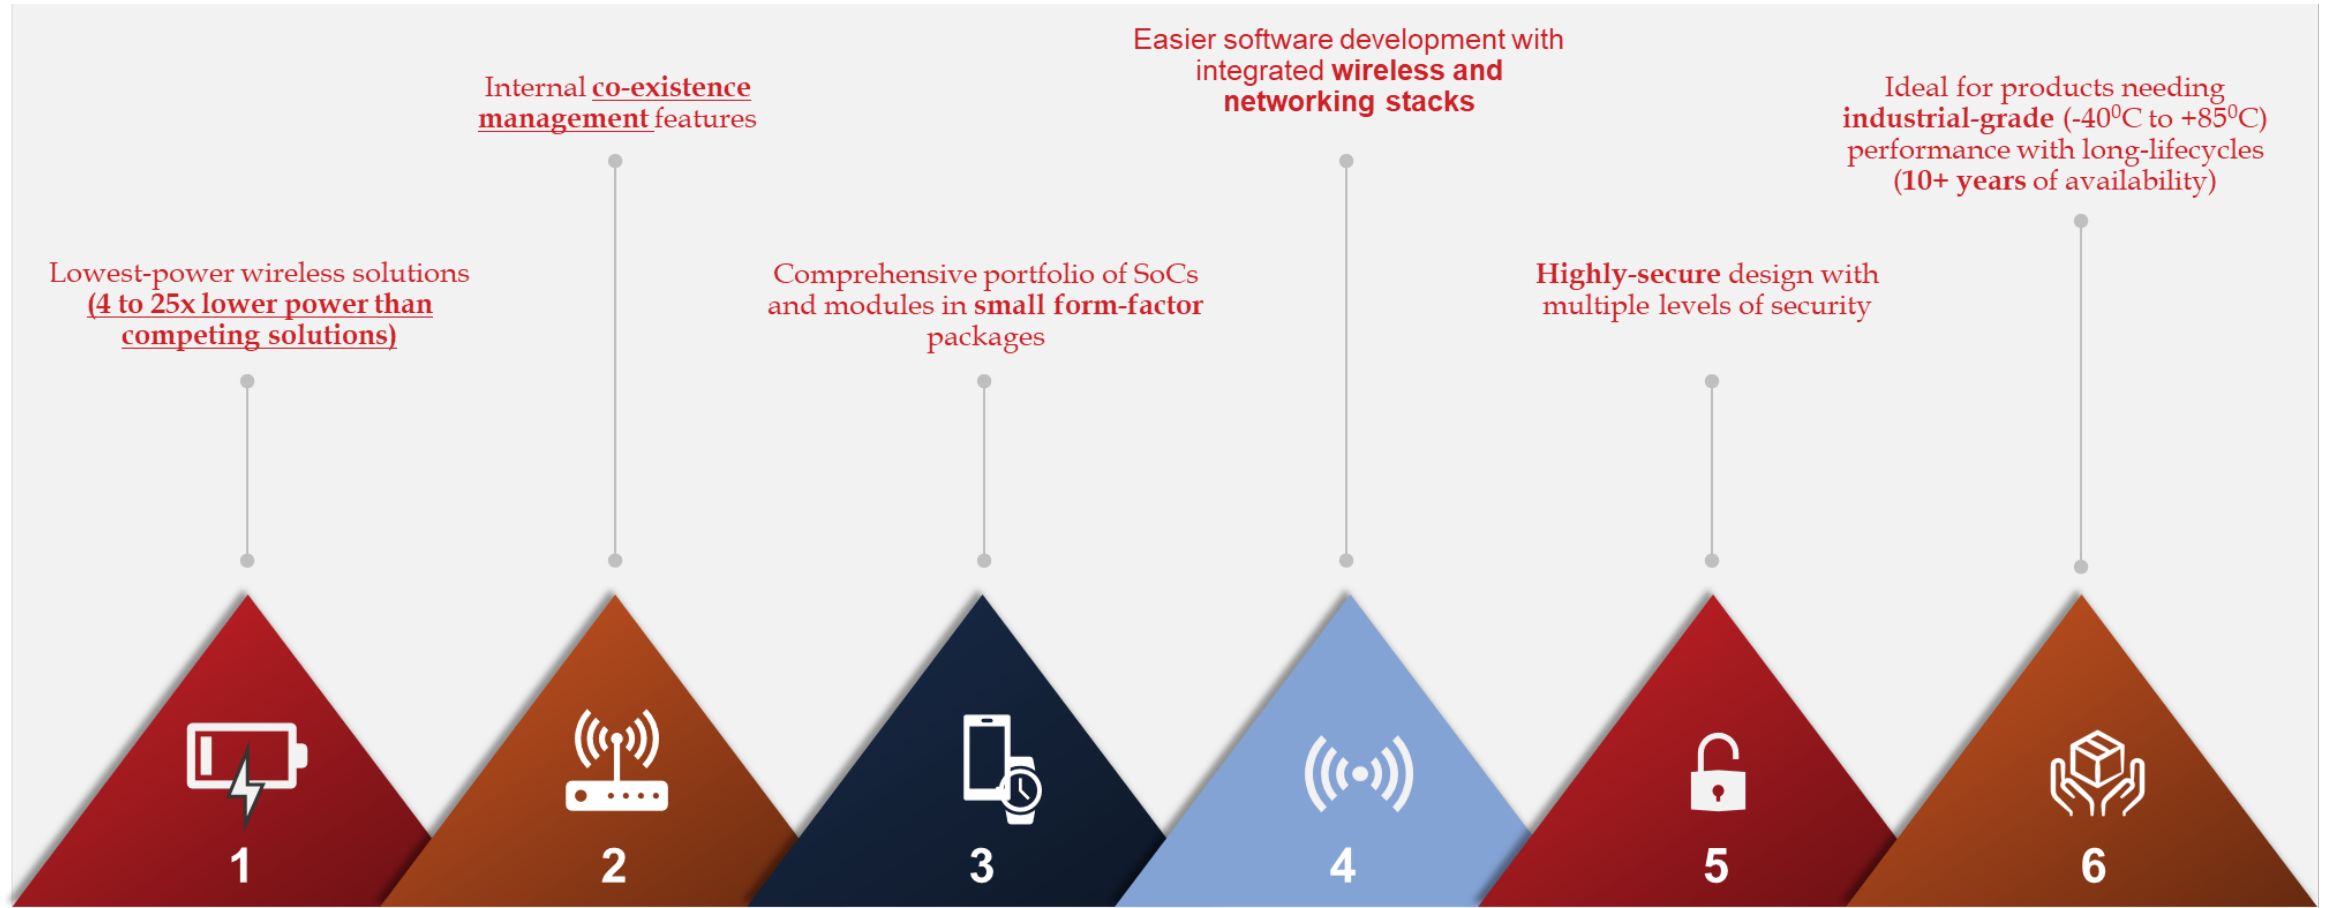 Lowest-power wireless solutions
(4 to 25x lower power than
competing solutions)
1
Internal co-existence
management features
2
Comprehensive portfolio of SoCs
and modules in small form-factor
packages
3
Easier software development with
integrated wireless and
networking stacks
4
Highly-secure design with
multiple levels of security
5
Ideal for products needing
industrial-grade (-40⁰C to +85⁰C)
performance with long-lifecycles
(10+ years of availability)
6